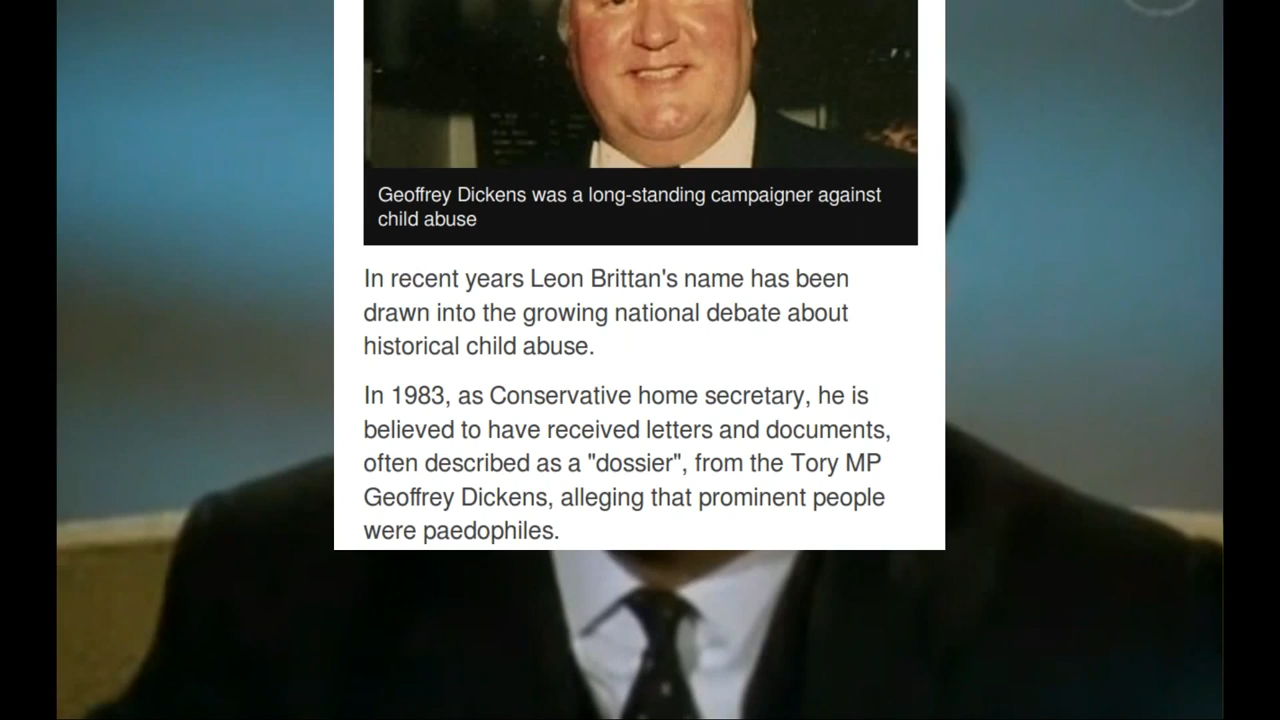 Geoffrey Dickens was a long-standing campaigner against
child abuse
In recent years Leon Brittan's name has been
drawn into the growing national debate about
historical child abuse.
In 1983, as Conservative home secretary, he is
believed to have received letters and documents,
often described as a "dossier", from the Tory MP
Geoffrey Dickens, alleging that prominent people
were paedophiles.